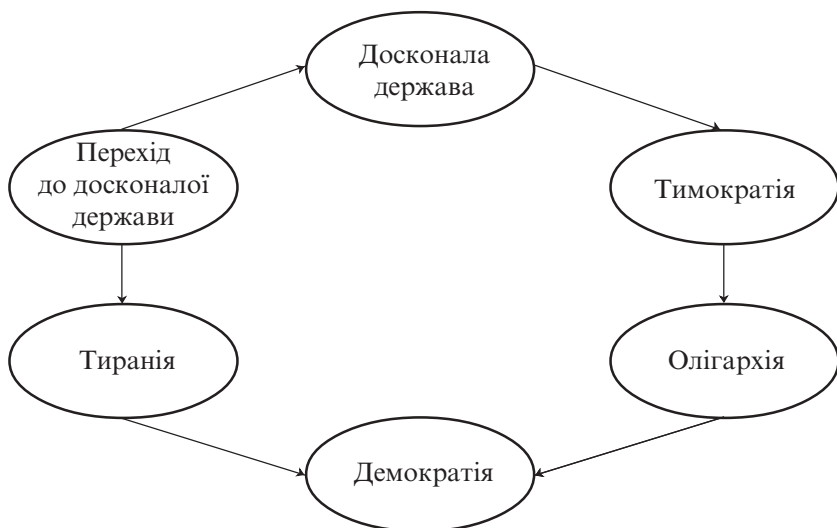 Досконала
держава
Перехід
до досконалої
держави
Тимократія
Тиранія
Олігархія
Демократія